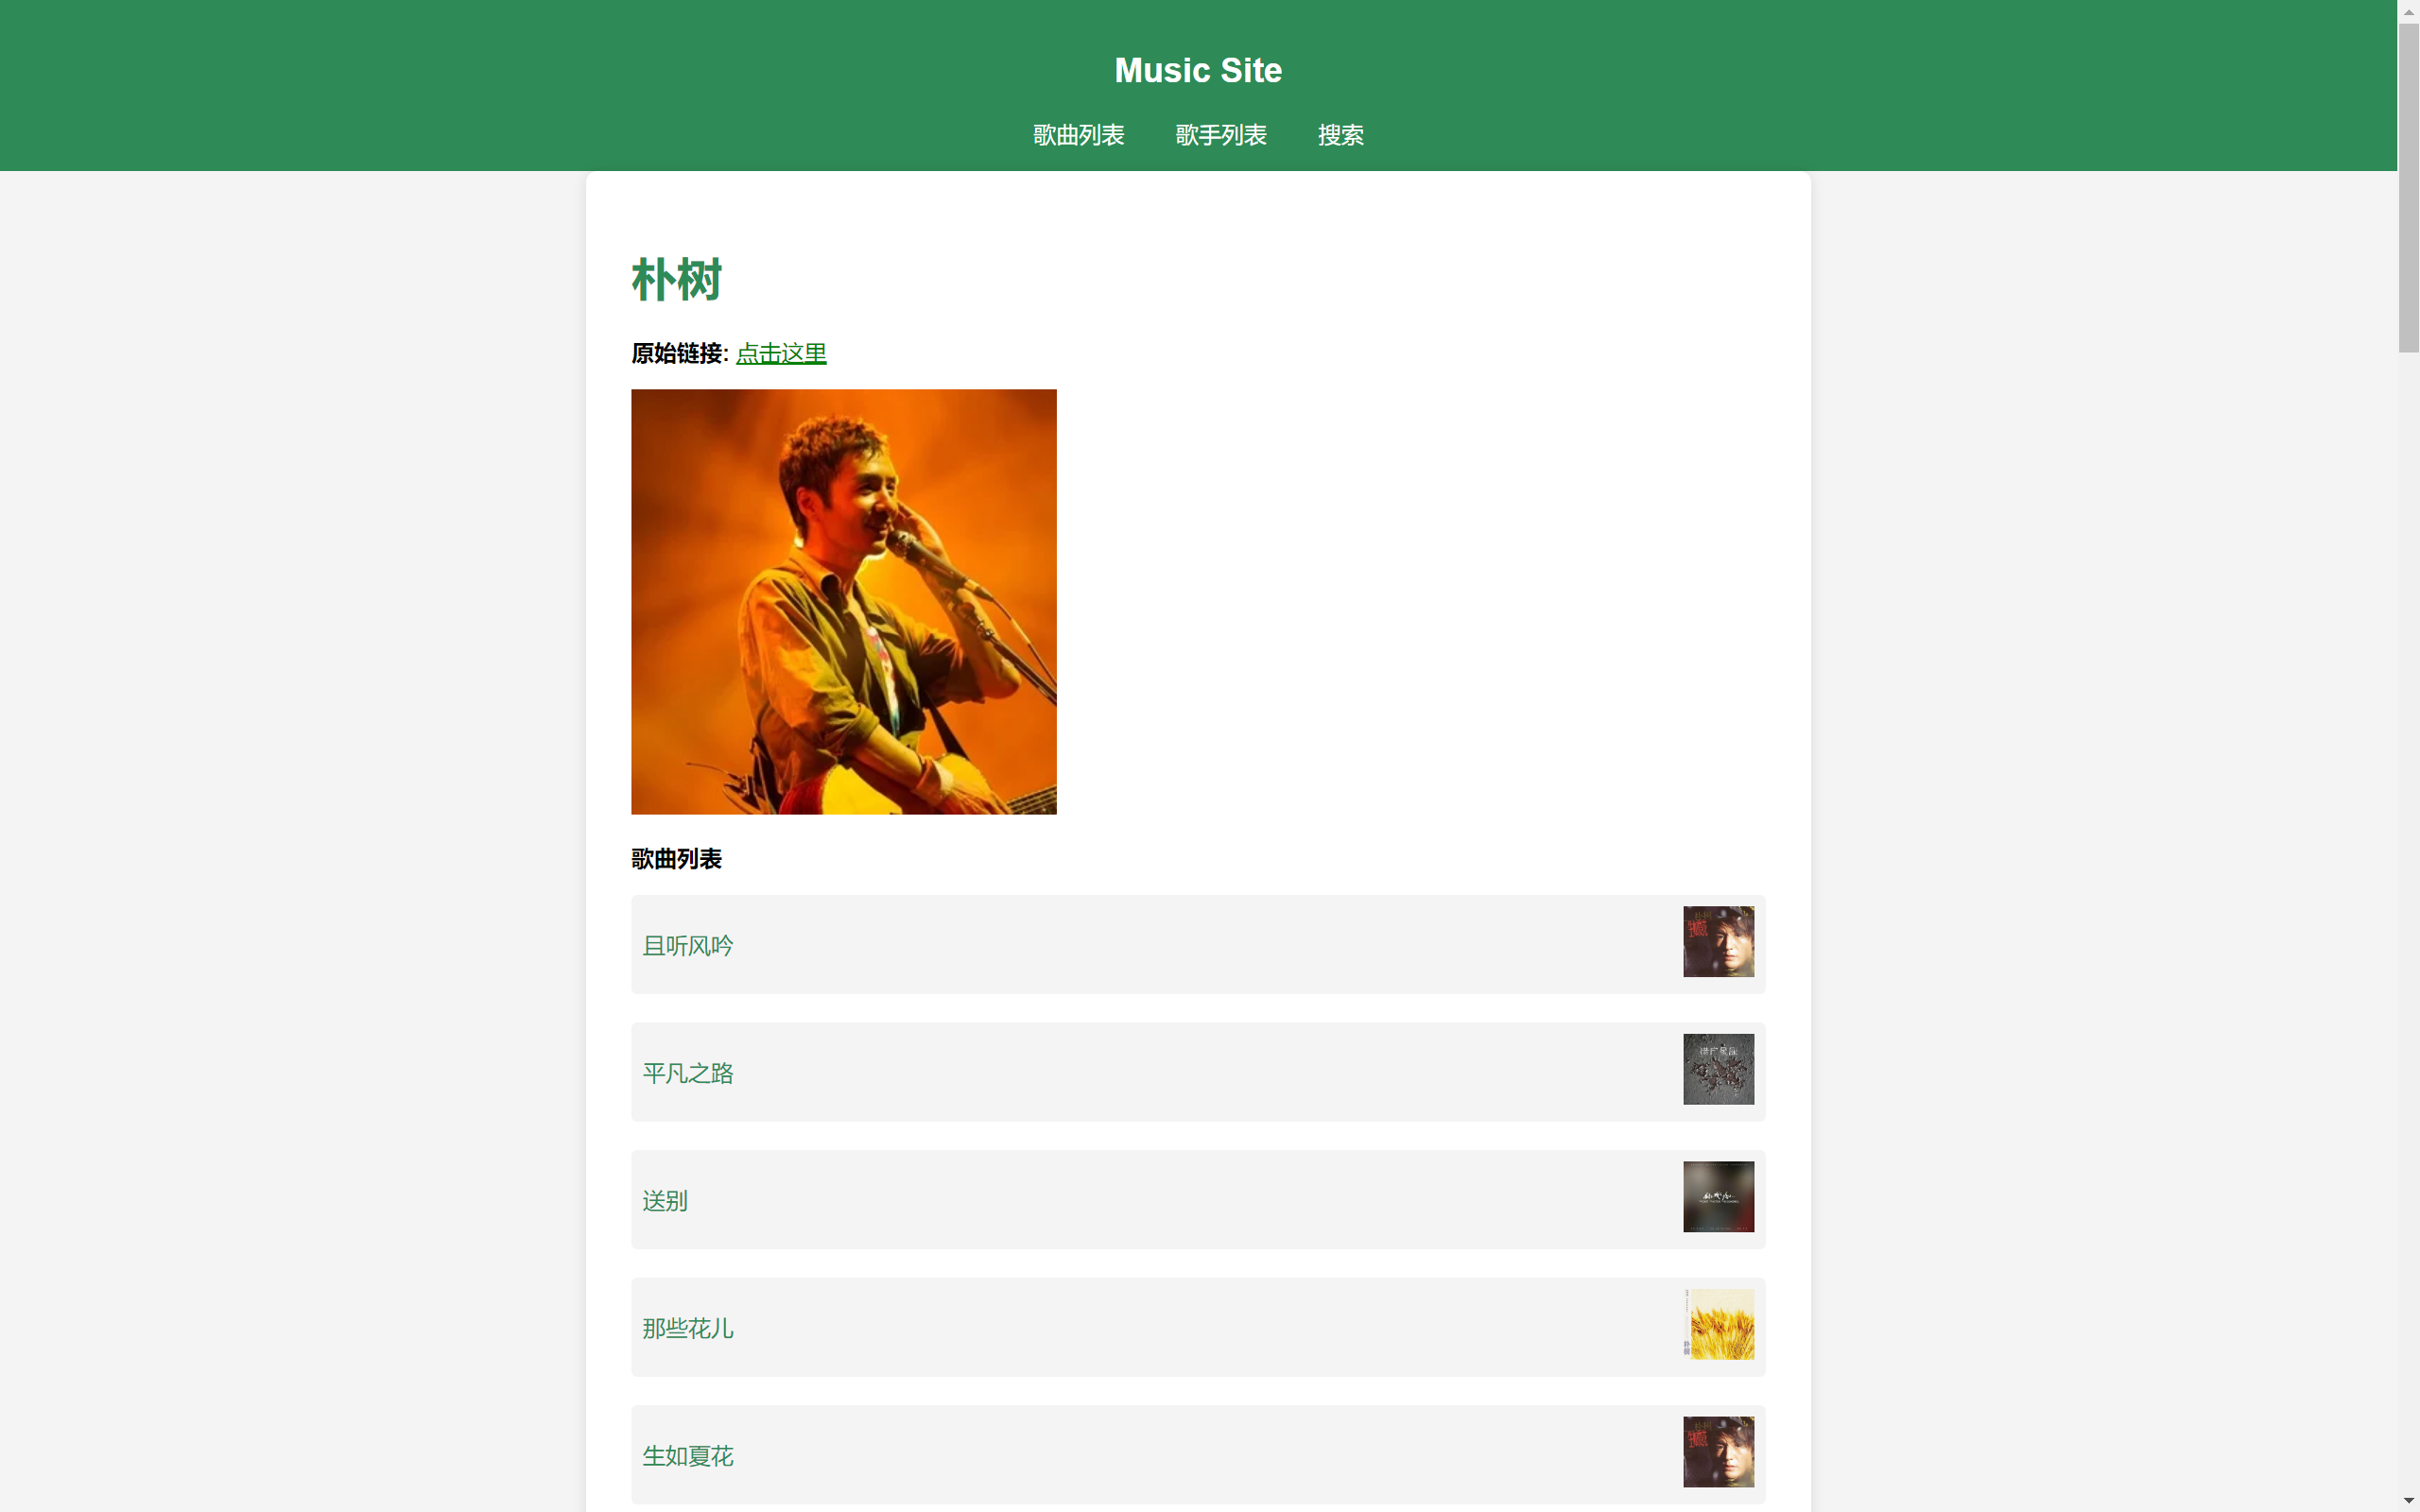 Music Site
歌曲列表 歌手列表 搜索
朴树
原始链接: 点击这里
歌曲列表
且听风吟
平凡之路
送别
那些花儿
生如夏花